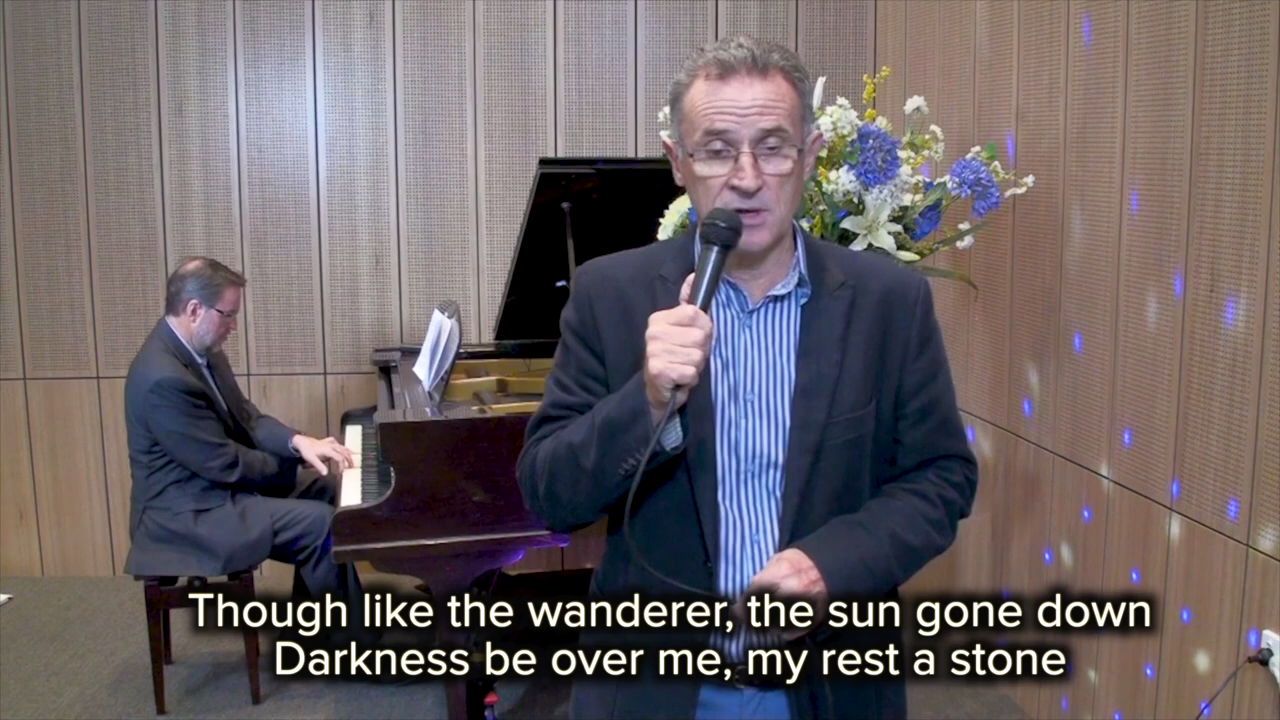 Though like the wanderer, the sun gone down
Darkness be over me, my rest a stone